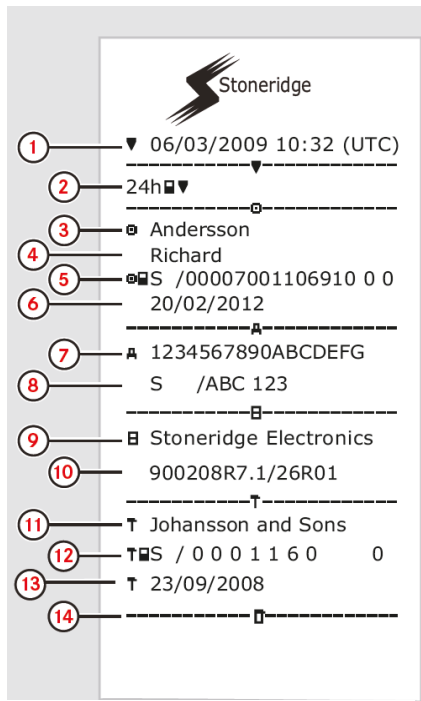 Stoneridge
1 ▼ 06/03/2009 10:32 (UTC)
2 24h▼
3 Andersson
4 Richard
5 S /00007001106910 0 0
6 20/02/2012
7 A 1234567890ABCDEFG
8 S /ABC 123
9 Stoneridge Electronics
10 900208R7.1/26R01
11 Johansson and Sons
12 S / 0 0 0 1 1 6 0 0
13 23/09/2008
14